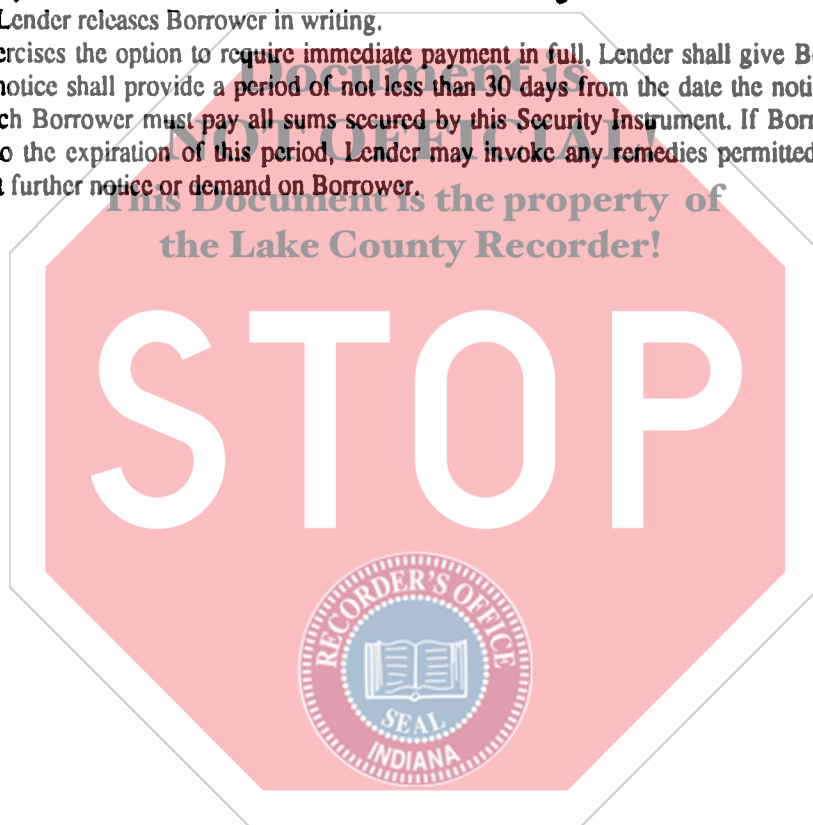 Lender releases Borrower in writing.
ercises the option to require immediate payment in full, Lender shall give B
notice shall provide a period of not less than 30 days from the date the noti
ch Borrower must pay all sums secured by this Security Instrument. If Borr
o the expiration of this period, Lender may invoke any remedies permitted
t further notice or demand on Borrower.
Document is
NOT OFFICIAL!
This Document is the property of
the Lake County Recorder!
STOP
RECORDER'S OFFICE
SEAL
INDIANA